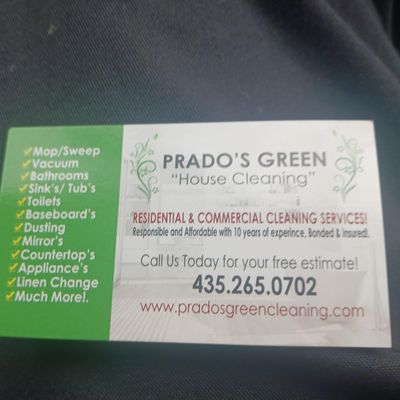 Mop/Sweep
Vacuum
Bathrooms
Sink's/ Tub's
Toilets
Baseboard's
Dusting
Mirror's
Countertop's
Appliance's
Linen Change
Much More!.
PRADO'S GREEN
"House Cleaning"
RESIDENTIAL & COMMERCIAL CLEANING SERVICES!
Responsible and Affordable with 10 years of experince, Bonded & Insured!.
Call Us Today for your free estimate!
435.265.0702
www.pradosgreencleaning.com